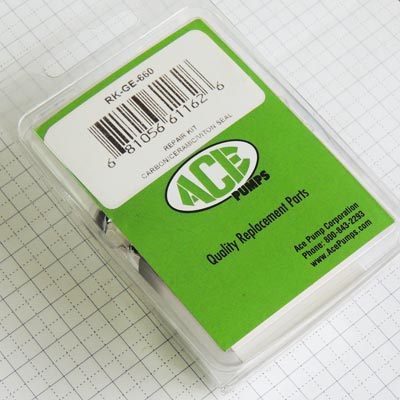 RK-GE-660
6 81056 61162 6
REPAIR KIT
CARBON/CERAMIC/VITON SEAL
ACE
PUMPS
Quality Replacement Parts
Ace Pump Corporation
Phone: 800-843-2293
www.AcePumps.com